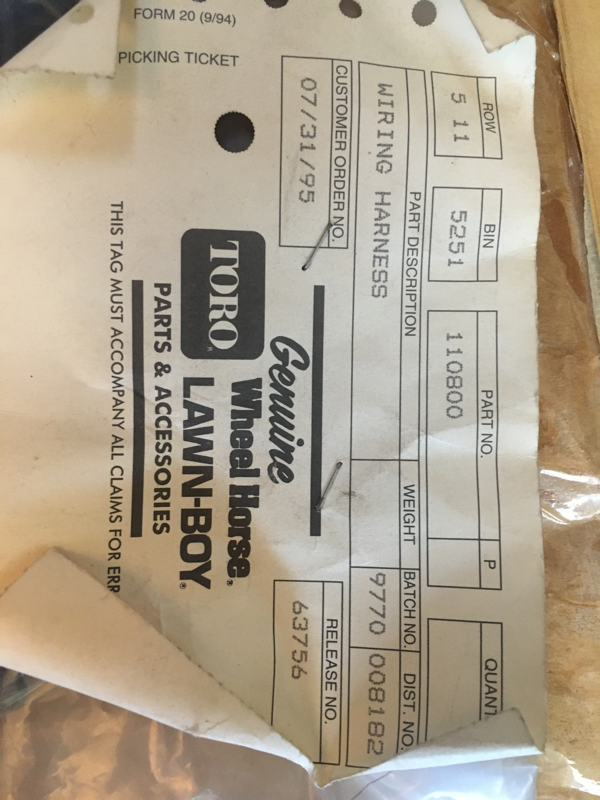 FORM 20 (9/94)
PICKING TICKET
ROW BIN PART NO. P QUANT
5 11 5251 110800
PART DESCRIPTION WEIGHT BATCH NO. DIST. NO.
WIRING HARNESS 9770 008182
CUSTOMER ORDER NO. RELEASE NO.
07/31/95 63756
Genuine
TORO® Wheel Horse®
LAWN-BOY®
PARTS & ACCESSORIES
THIS TAG MUST ACCOMPANY ALL CLAIMS FOR ERR